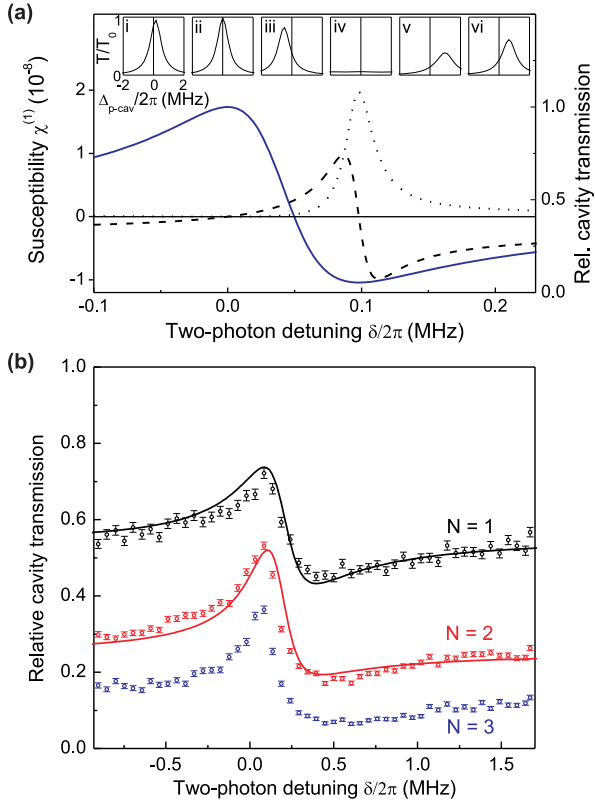 (a)
T/T0
1
0
i
ii
iii
iv
v
vi
-2 0 2
Δp-cav/2π (MHz)
Susceptibility χ(1) (10-8)
2
1
0
-1
Rel. cavity transmission
1.0
0.5
0.0
-0.1 0.0 0.1 0.2
Two-photon detuning δ/2π (MHz)
(b)
Relative cavity transmission
1.0
0.8
0.6
0.4
0.2
0.0
N = 1
N = 2
N = 3
-0.5 0.0 0.5 1.0 1.5
Two-photon detuning δ/2π (MHz)